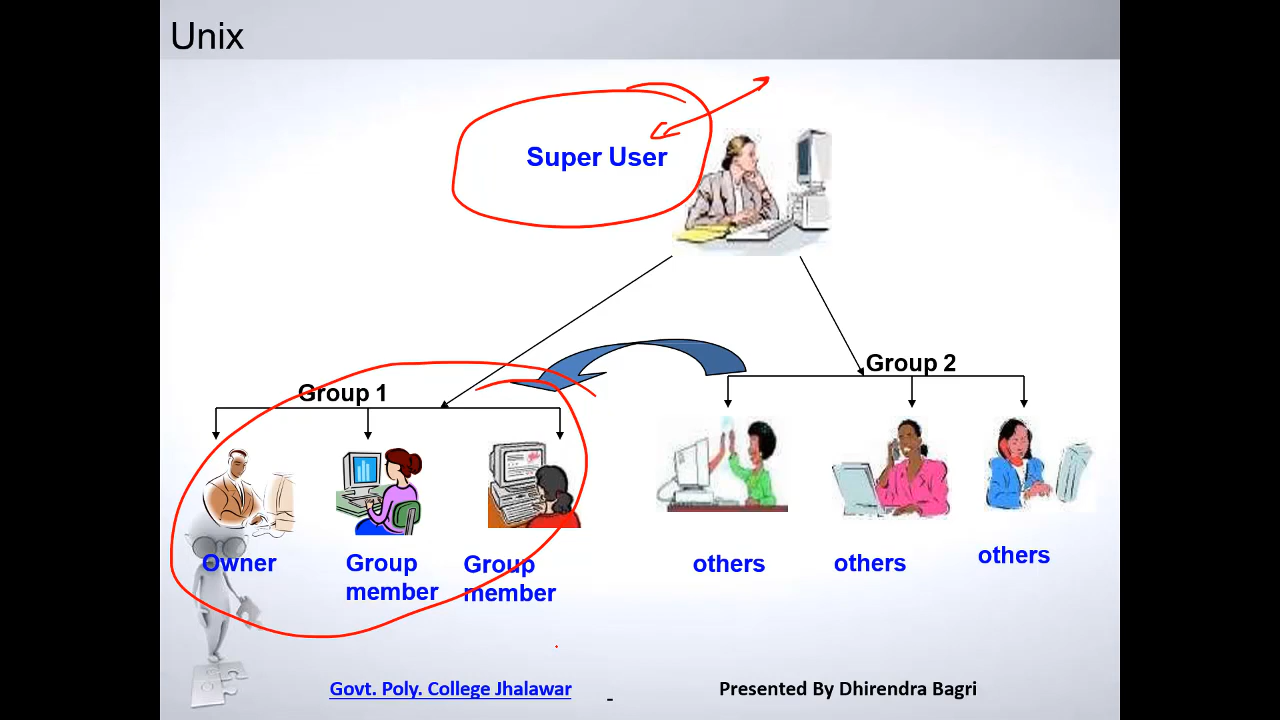 Unix
Super User
Group 1
Group 2
Owner
Group
member
Group
member
others
others
others
Govt. Poly. College Jhalawar
-
Presented By Dhirendra Bagri